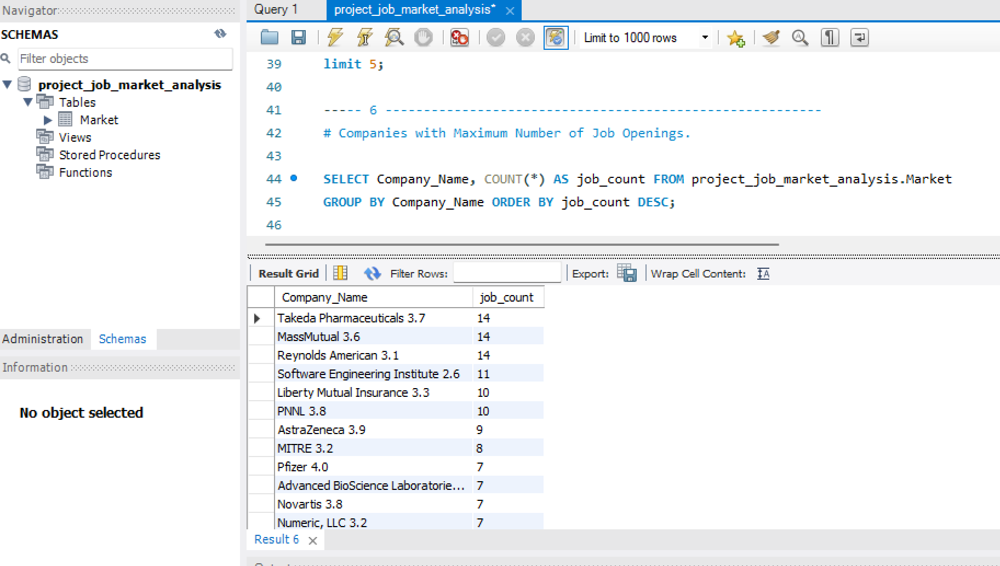 Navigator
SCHEMAS
Filter objects
project_job_market_analysis
Tables
Market
Views
Stored Procedures
Functions
Administration Schemas
Information
No object selected
Query 1 project_job_market_analysis*
Limit to 1000 rows
39 limit 5;
40
41 ----- 6 ---------------------------------------------------------
42 # Companies with Maximum Number of Job Openings.
43
44 SELECT Company_Name, COUNT(*) AS job_count FROM project_job_market_analysis.Market
45 GROUP BY Company_Name ORDER BY job_count DESC;
46
Result Grid Filter Rows: Export: Wrap Cell Content:
Company_Name job_count
Takeda Pharmaceuticals 3.7 14
MassMutual 3.6 14
Reynolds American 3.1 14
Software Engineering Institute 2.6 11
Liberty Mutual Insurance 3.3 10
PNNL 3.8 10
AstraZeneca 3.9 9
MITRE 3.2 8
Pfizer 4.0 7
Advanced BioScience Laboratorie... 7
Novartis 3.8 7
Numeric, LLC 3.2 7
Result 6